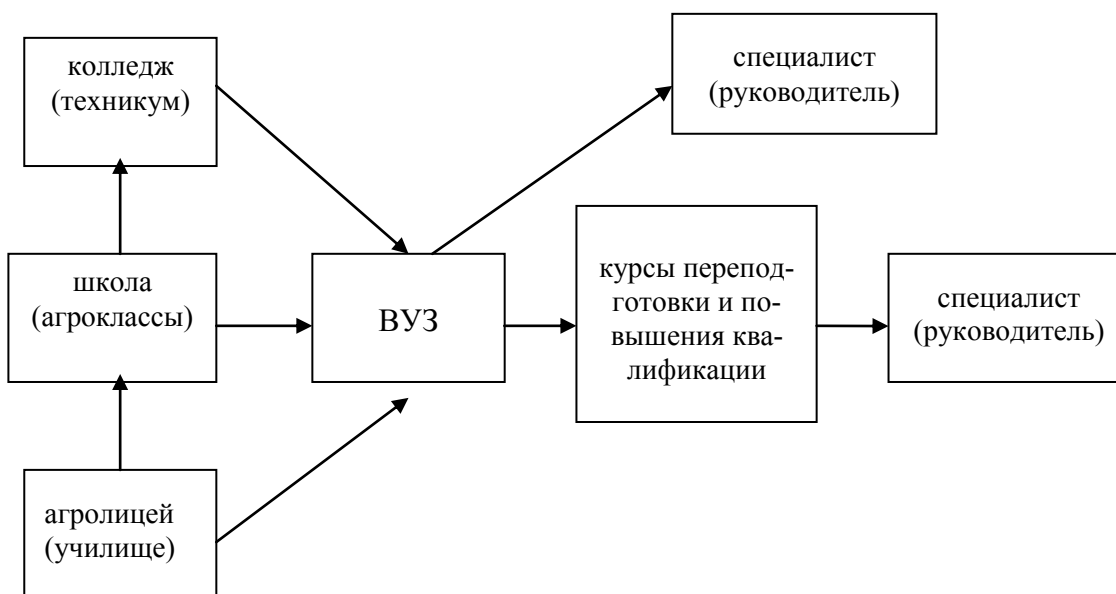 колледж
(техникум)
специалист
(руководитель)
школа
(агроклассы)
ВУЗ
курсы перепод-
готовки и по-
вышения ква-
лификации
специалист
(руководитель)
агролицей
(училище)